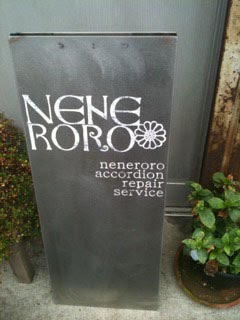 NENE
RORO
neneroro
accordion
repair
service